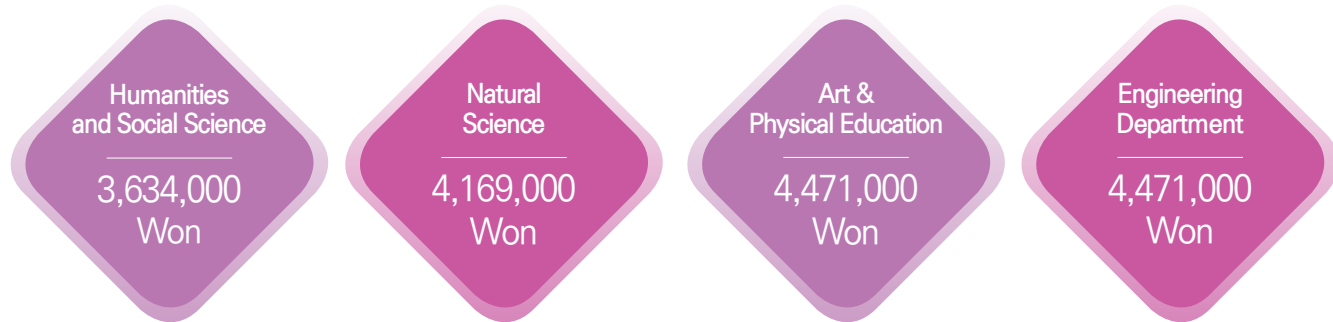 Humanities
and Social Science
3,634,000
Won
Natural
Science
4,169,000
Won
Art &
Physical Education
4,471,000
Won
Engineering
Department
4,471,000
Won